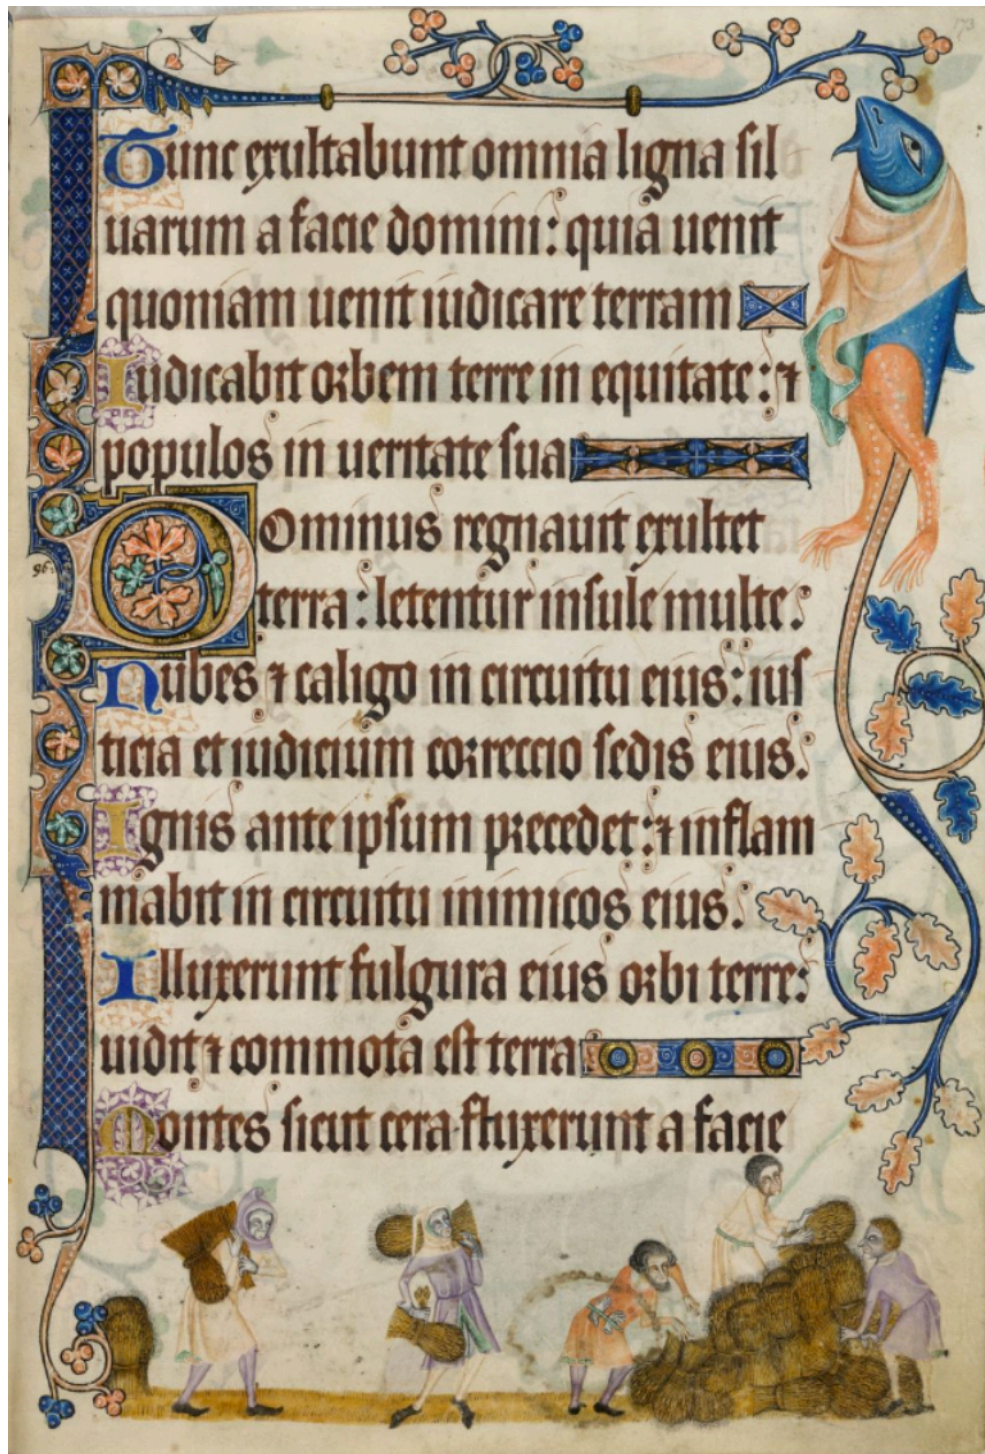 173
Tunc exultabunt omnia ligna sil
uarum a facie domini: quia uenit
quoniam uenit iudicare terram
Iudicabit orbem terre in equitate: ⁊
populos in ueritate sua
Dominus regnauit exultet
96.
terra: letentur insule multe:
Nubes ⁊ caligo in circuitu eius: ius
ticia et iudicium correccio sedis eius.
Ignis ante ipsum precedet: ⁊ inflam
mabit in circuitu inimicos eius.
Illuxerunt fulgura eius orbi terre:
uidit ⁊ commota est terra
Montes sicut cera fluxerunt a facie